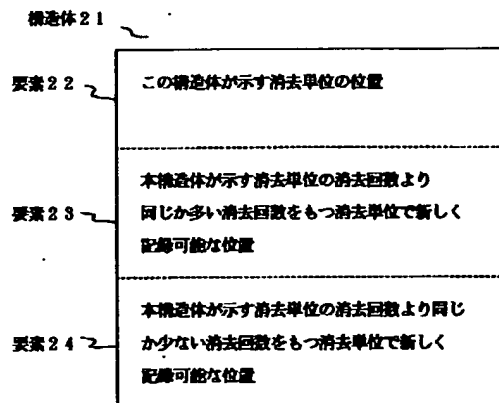 構造体21
要素22
この構造体が示す消去単位の位置
要素23
本構造体が示す消去単位の消去回数より
同じか多い消去回数をもつ消去単位で新しく
記録可能な位置
要素24
本構造体が示す消去単位の消去回数より同じ
か少ない消去回数をもつ消去単位で新しく
記録可能な位置